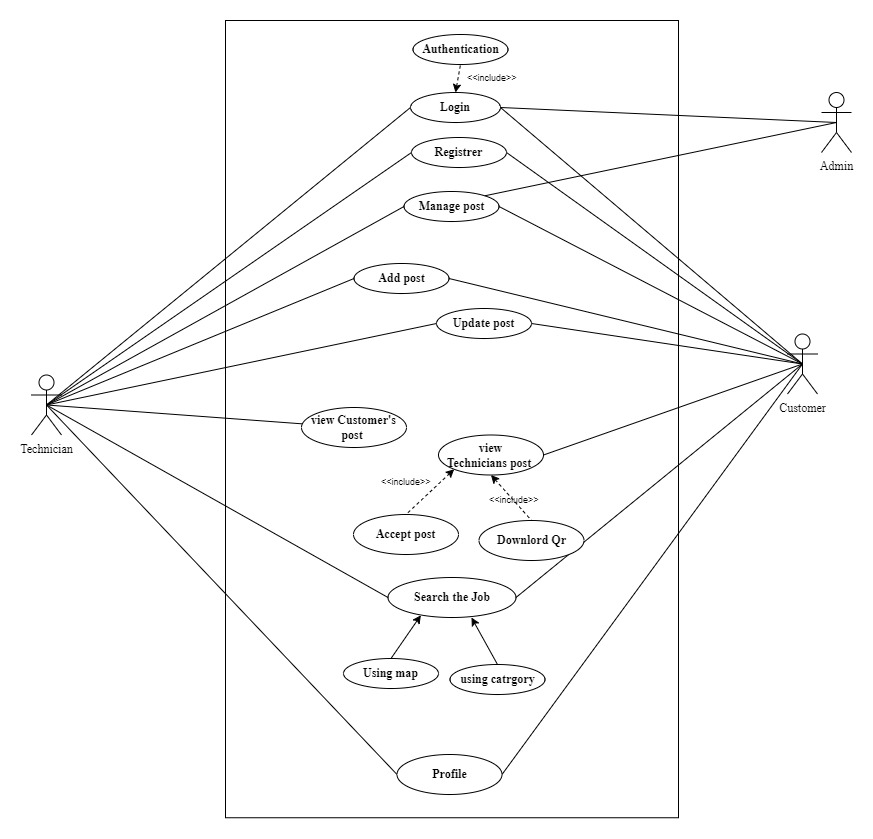 Authentication
<<include>>
Login
Registrer
Admin
Manage post
Add post
Update post
Customer
view Customer's
post
Technician
view
Technicians post
<<include>>
<<include>>
Accept post
Downlord Qr
Search the Job
Using map
using catrgory
Profile